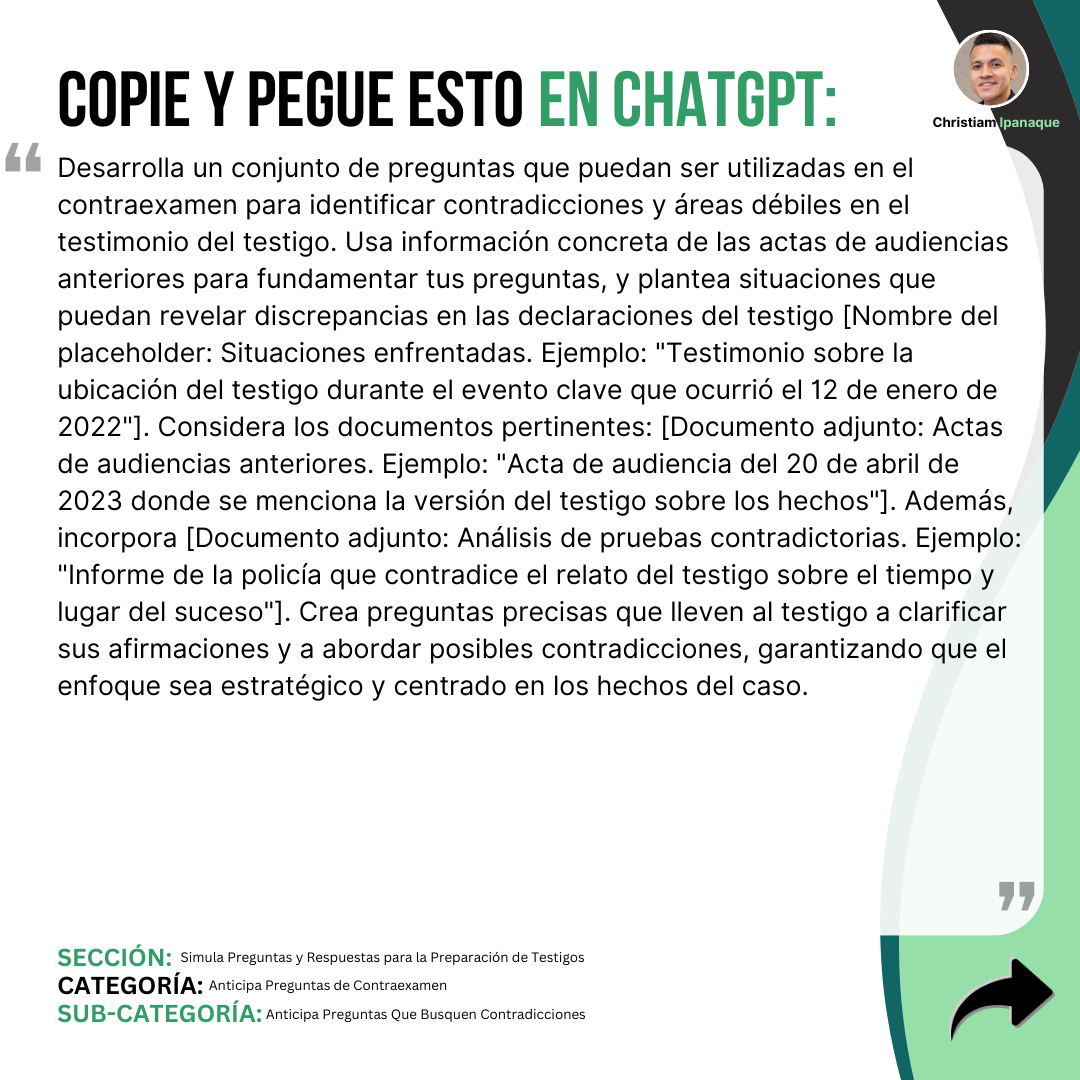 COPIE Y PEGUE ESTO EN CHATGPT:
Christiam Ipanaque
“
Desarrolla un conjunto de preguntas que puedan ser utilizadas en el
contraexamen para identificar contradicciones y áreas débiles en el
testimonio del testigo. Usa información concreta de las actas de audiencias
anteriores para fundamentar tus preguntas, y plantea situaciones que
puedan revelar discrepancias en las declaraciones del testigo [Nombre del
placeholder: Situaciones enfrentadas. Ejemplo: "Testimonio sobre la
ubicación del testigo durante el evento clave que ocurrió el 12 de enero de
2022"]. Considera los documentos pertinentes: [Documento adjunto: Actas
de audiencias anteriores. Ejemplo: "Acta de audiencia del 20 de abril de
2023 donde se menciona la versión del testigo sobre los hechos"]. Además,
incorpora [Documento adjunto: Análisis de pruebas contradictorias. Ejemplo:
"Informe de la policía que contradice el relato del testigo sobre el tiempo y
lugar del suceso"]. Crea preguntas precisas que lleven al testigo a clarificar
sus afirmaciones y a abordar posibles contradicciones, garantizando que el
enfoque sea estratégico y centrado en los hechos del caso.
”
SECCIÓN: Simula Preguntas y Respuestas para la Preparación de Testigos
CATEGORÍA: Anticipa Preguntas de Contraexamen
SUB-CATEGORÍA: Anticipa Preguntas Que Busquen Contradicciones